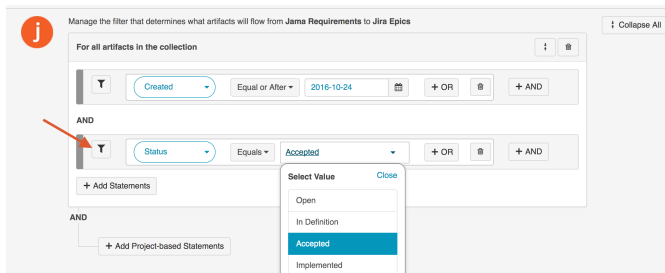 j
Manage the filter that determines what artifacts will flow from Jama Requirements to Jira Epics
Collapse All
For all artifacts in the collection
Created
Equal or After
2016-10-24
+ OR
+ AND
AND
Status
Equals
Accepted
+ OR
+ AND
Select Value
Close
+ Add Statements
Open
In Definition
AND
Accepted
+ Add Project-based Statements
Implemented